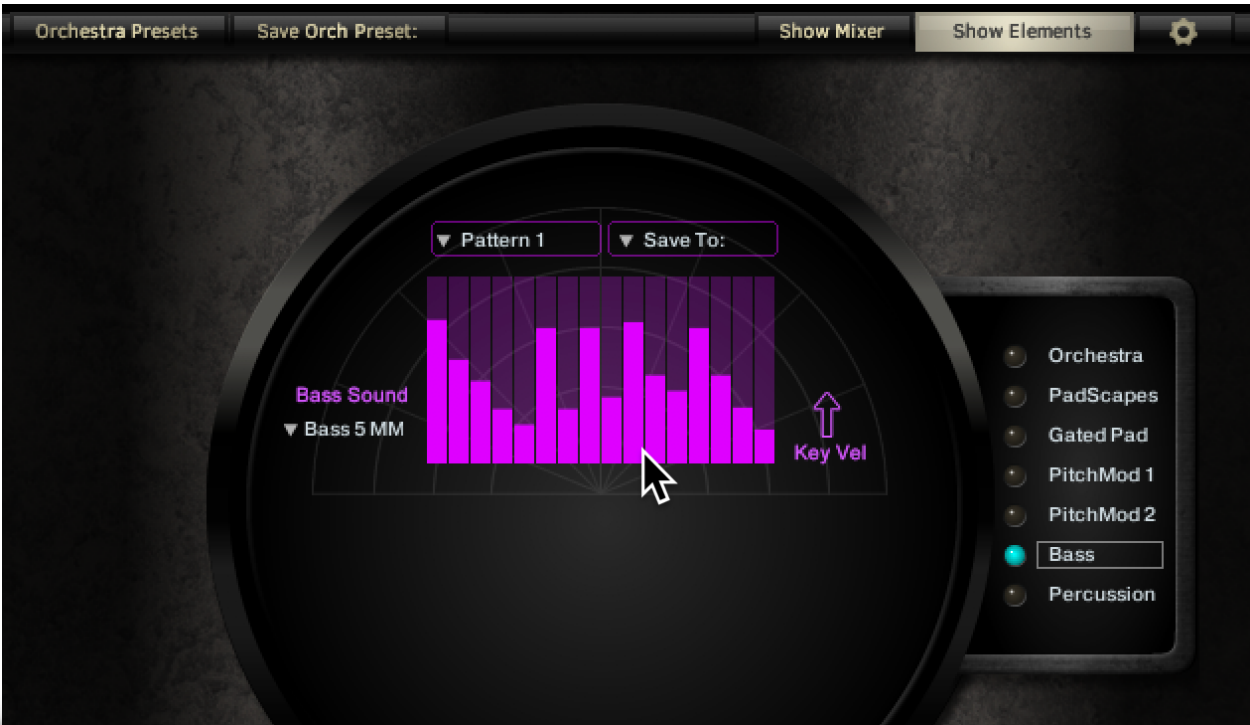 Orchestra Presets
Save Orch Preset:
Show Mixer
Show Elements
Pattern 1
Save To:
Bass Sound
Bass 5 MM
Key Vel
Orchestra
PadScapes
Gated Pad
PitchMod 1
PitchMod 2
Bass
Percussion